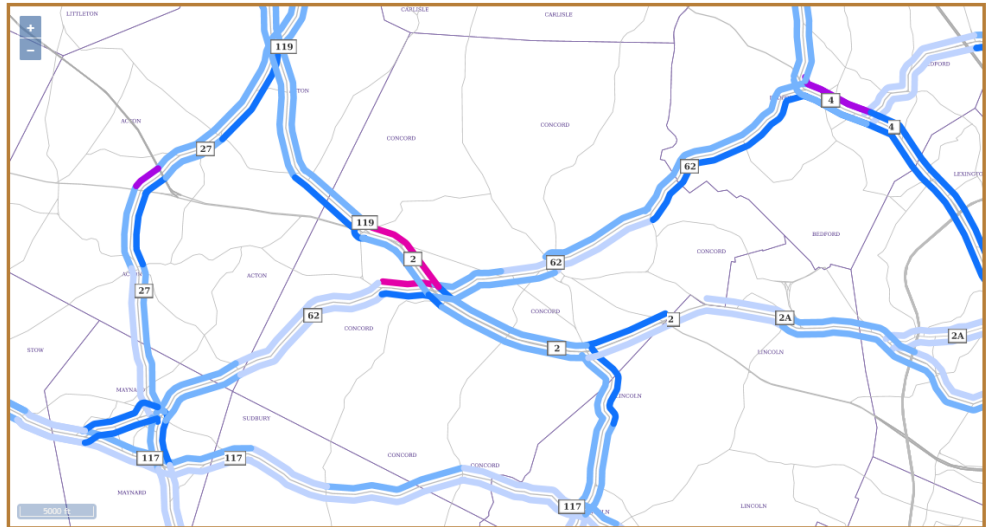 LITTLETON
CARLISLE
CARLISLE
+
−
119
ACTON
CONCORD
CONCORD
4
4
27
62
LEXINGTON
119
BEDFORD
2
CONCORD
62
ACTON
27
62
CONCORD
CONCORD
2A
2
2A
2
STOW
LINCOLN
MAYNARD
LINCOLN
SUDBURY
117
117
CONCORD
CONCORD
MAYNARD
117
LINCOLN
5000 ft